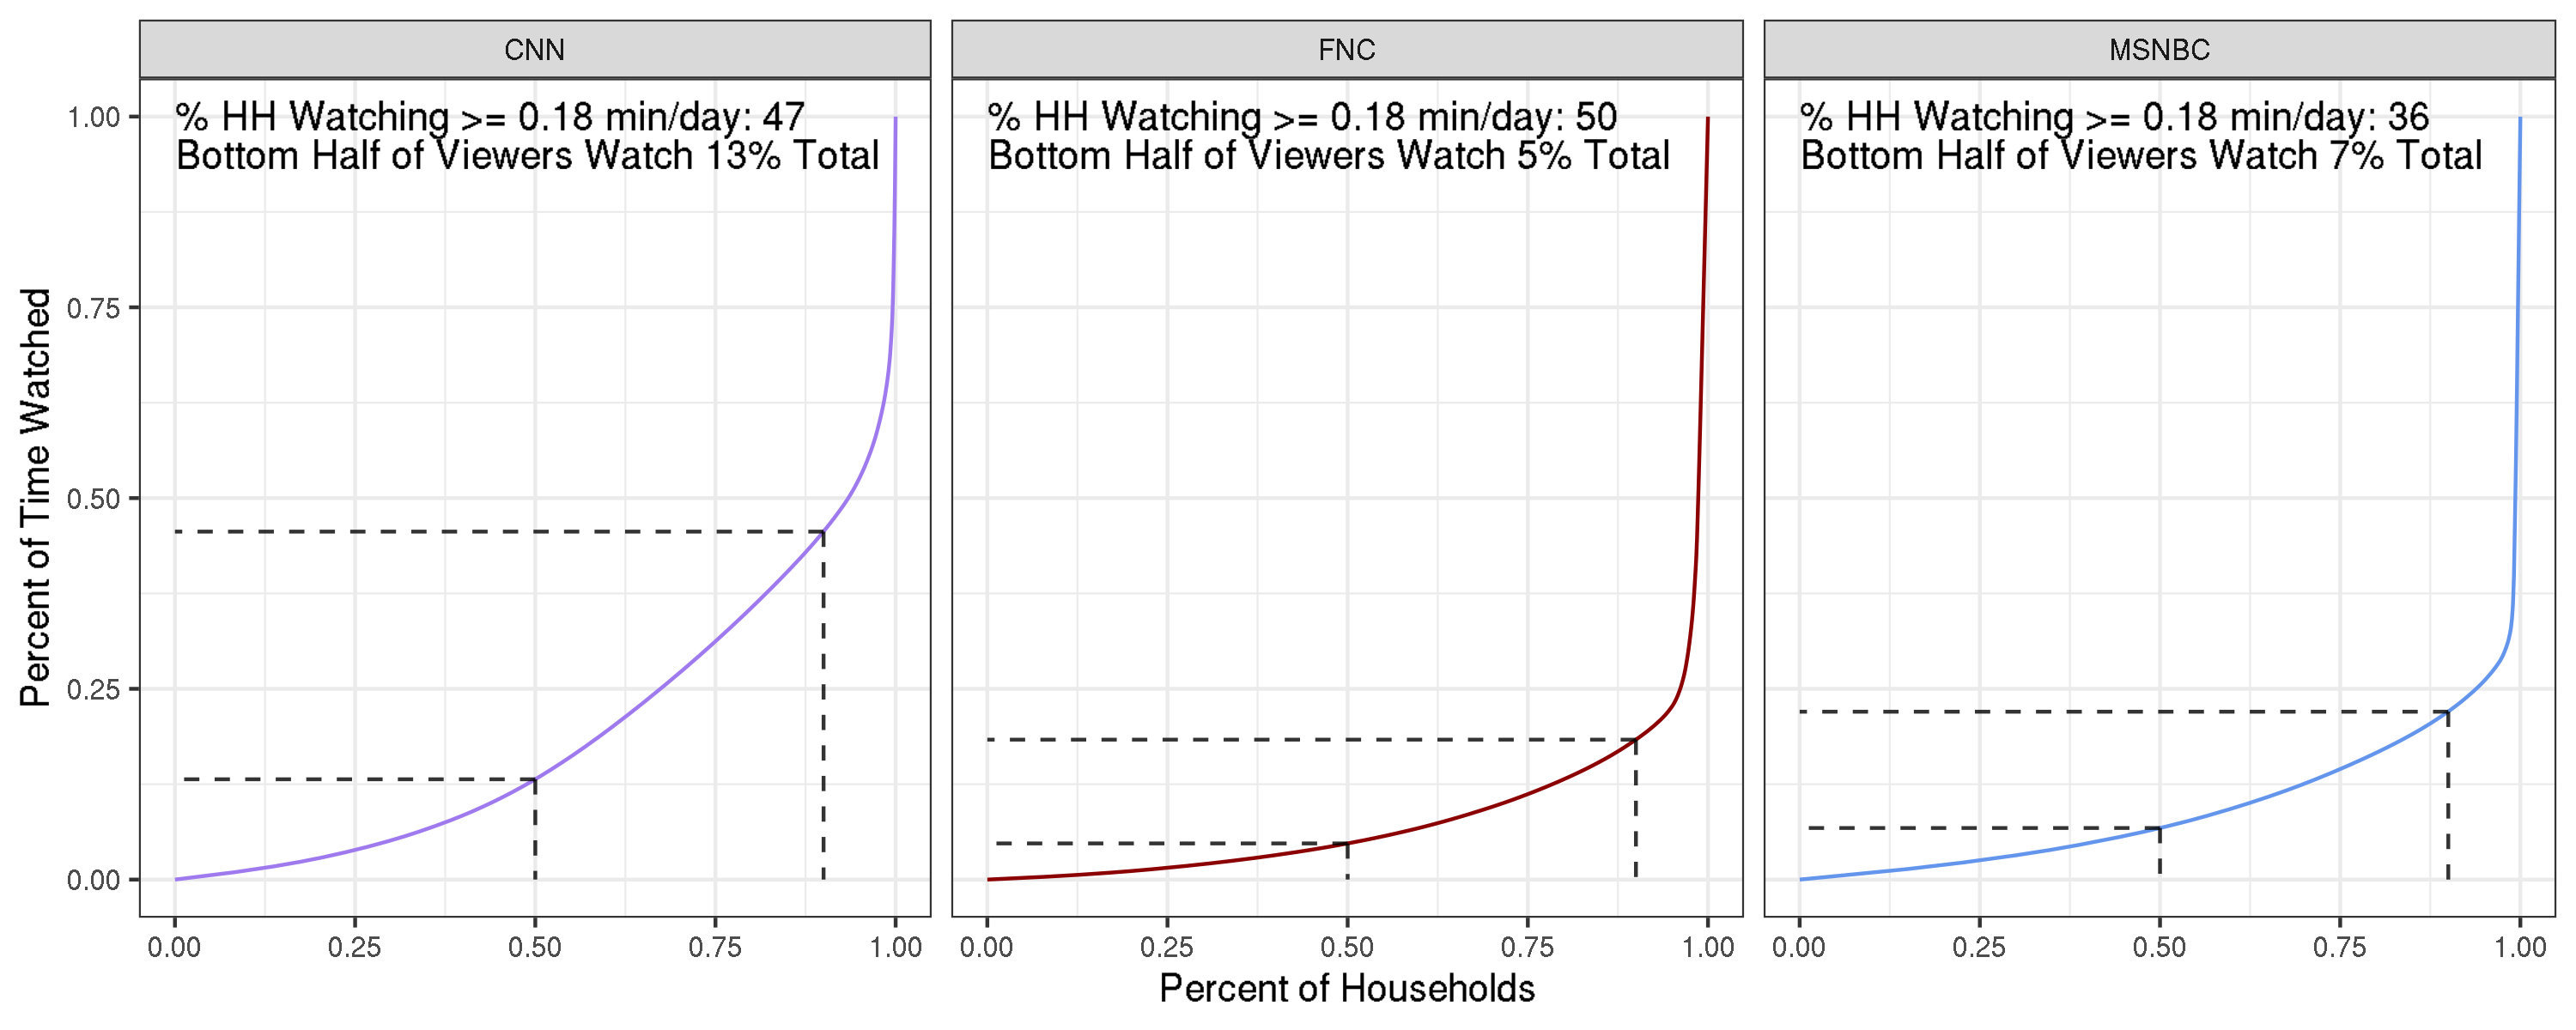 CNN
FNC
MSNBC
% HH Watching >= 0.18 min/day: 47
Bottom Half of Viewers Watch 13% Total
% HH Watching >= 0.18 min/day: 50
Bottom Half of Viewers Watch 5% Total
% HH Watching >= 0.18 min/day: 36
Bottom Half of Viewers Watch 7% Total
Percent of Time Watched
1.00
0.75
0.50
0.25
0.00
0.00 0.25 0.50 0.75 1.00
0.00 0.25 0.50 0.75 1.00
0.00 0.25 0.50 0.75 1.00
Percent of Households